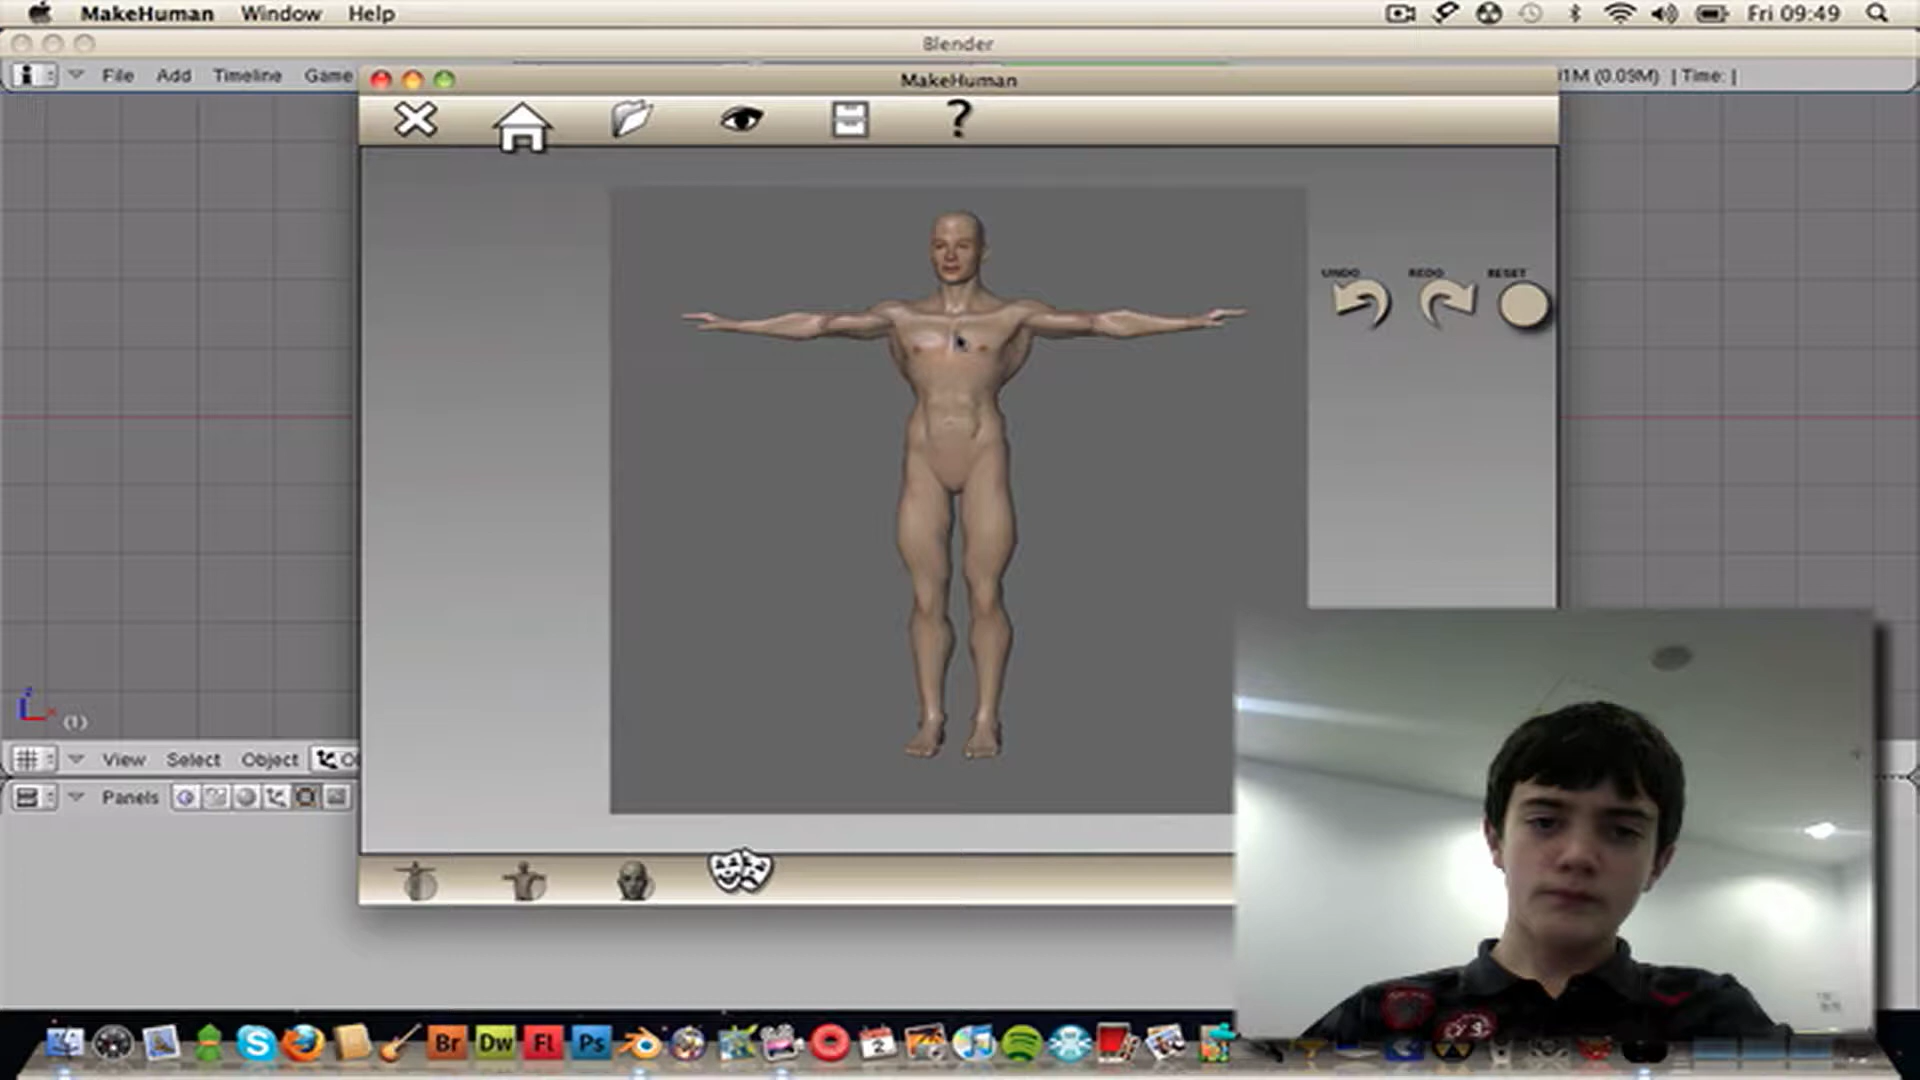 MakeHuman Window Help Fri 09:49
Blender
File Add Timeline Game
MakeHuman
(0.09M) | Time: |
?
UNDO REDO RESET
(1)
View Select Object
Panels
Br Dw Fl Ps
2